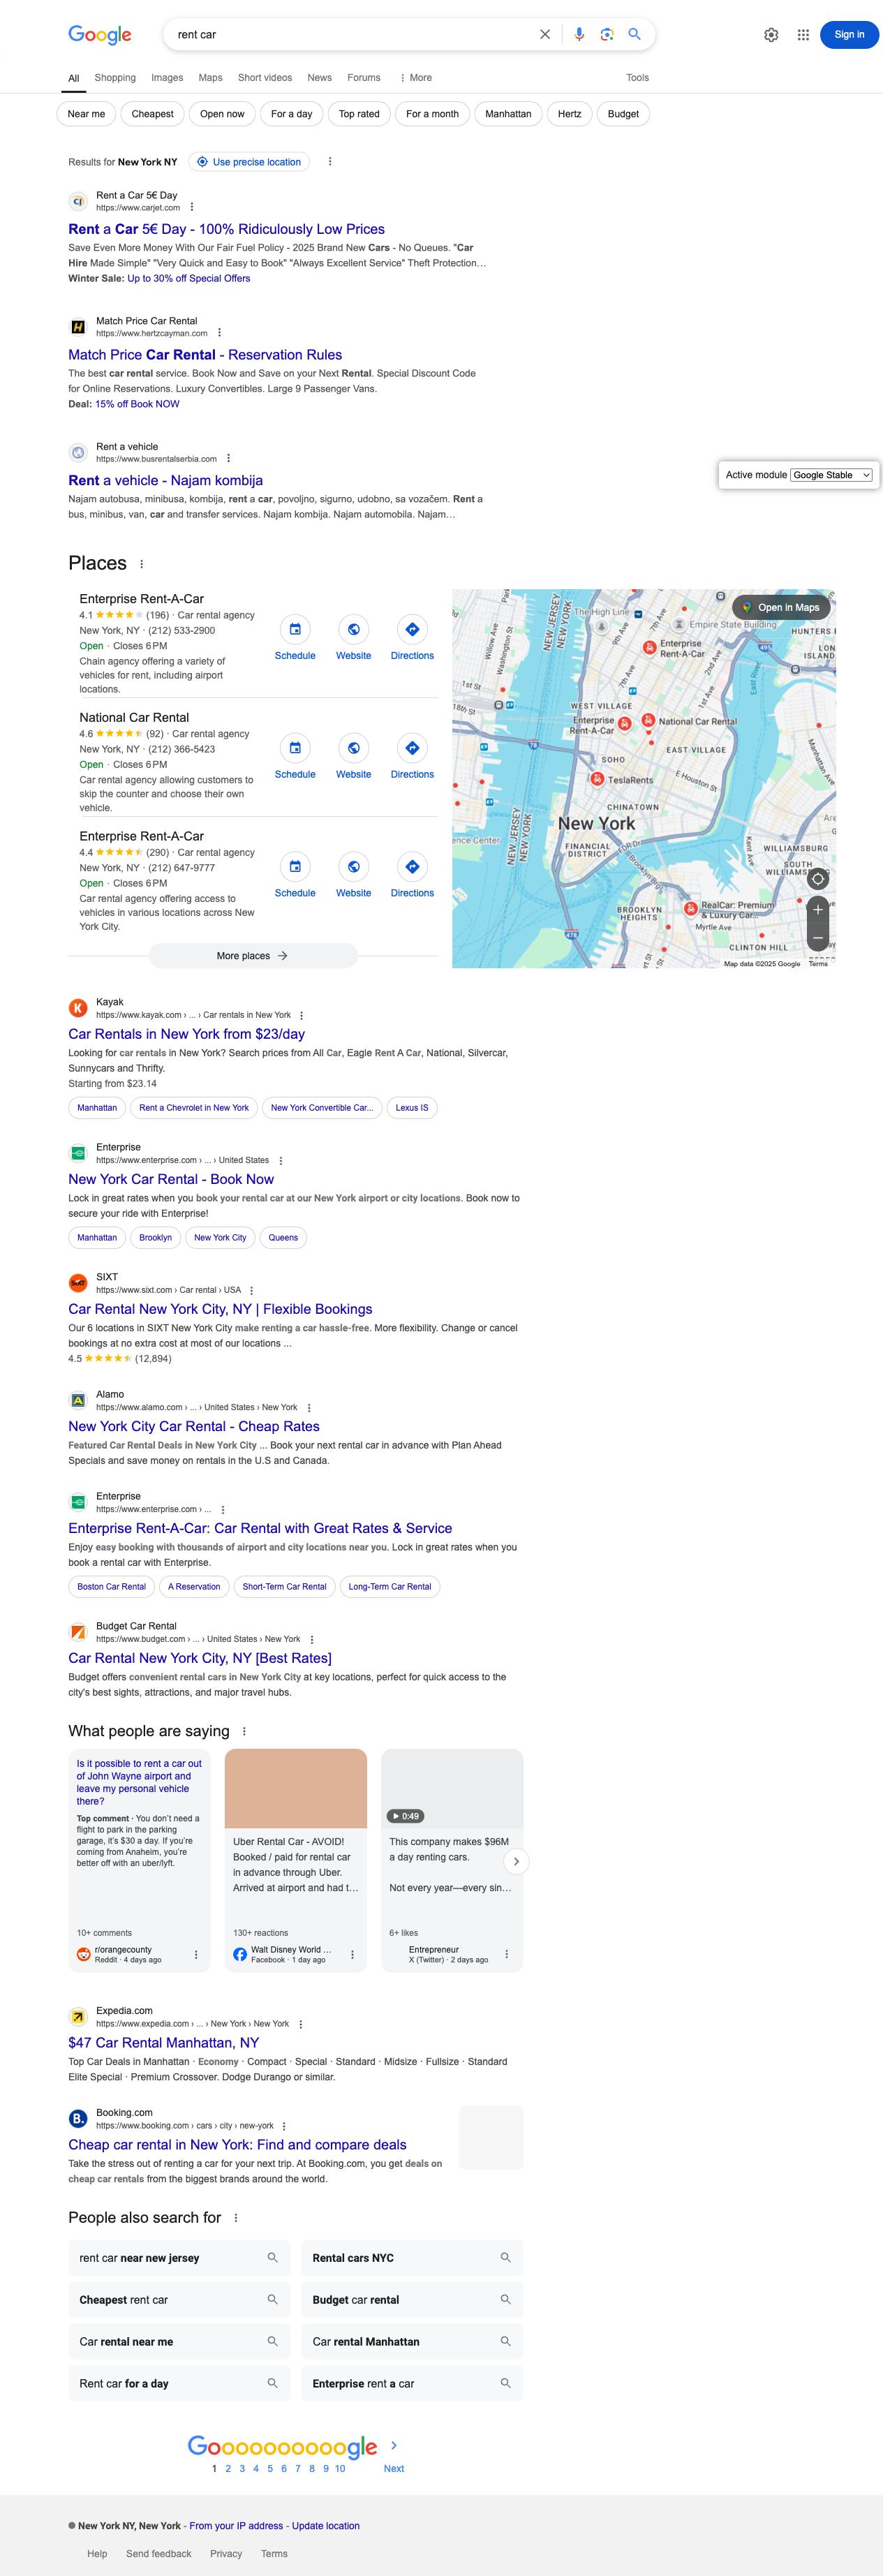 Google
rent car
Sign in
All Shopping Images Maps Short videos News Forums More Tools
Near me Cheapest Open now For a day Top rated For a month Manhattan Hertz Budget
Results for New York NY Use precise location
Rent a Car 5€ Day
https://www.carjet.com
Rent a Car 5€ Day - 100% Ridiculously Low Prices
Save Even More Money With Our Fair Fuel Policy - 2025 Brand New Cars - No Queues. "Car
Hire Made Simple" "Very Quick and Easy to Book" "Always Excellent Service" Theft Protection…
Winter Sale: Up to 30% off Special Offers
Match Price Car Rental
https://www.hertzcayman.com
Match Price Car Rental - Reservation Rules
The best car rental service. Book Now and Save on your Next Rental. Special Discount Code
for Online Reservations. Luxury Convertibles. Large 9 Passenger Vans.
Deal: 15% off Book NOW
Rent a vehicle
https://www.busrentalserbia.com
Rent a vehicle - Najam kombija
Najam autobusa, minibusa, kombija, rent a car, povoljno, sigurno, udobno, sa vozačem. Rent a
bus, minibus, van, car and transfer services. Najam kombija. Najam automobila. Najam…
Active module Google Stable
Places
Enterprise Rent-A-Car
4.1 (196) · Car rental agency
New York, NY · (212) 533-2900
Open · Closes 6 PM
Chain agency offering a variety of
vehicles for rent, including airport
locations.
Schedule Website Directions
National Car Rental
4.6 (92) · Car rental agency
New York, NY · (212) 366-5423
Open · Closes 6 PM
Car rental agency allowing customers to
skip the counter and choose their own
vehicle.
Schedule Website Directions
Enterprise Rent-A-Car
4.4 (290) · Car rental agency
New York, NY · (212) 647-9777
Open · Closes 6 PM
Car rental agency offering access to
vehicles in various locations across New
York City.
Schedule Website Directions
More places
Open in Maps
The High Line
Empire State Building
NEW JERSEY
NEW YORK
Willow Ave
Washington St
9th Ave
7th Ave
2nd Ave
1st Ave
East River
HUNTERS P
LON
ISLAN
495
Enterprise
Rent-A-Car
1st St
WEST VILLAGE
Enterprise
Rent-A-Car
National Car Rental
78
EAST VILLAGE
SOHO
E Houston St
Manhattan Ave
TeslaRents
CHINATOWN
New York
NEW JERSEY
NEW YORK
ence Center
FINANCIAL
DISTRICT
FDR Dr
Brooklyn Brg
Kent Ave
WILLIAMSBURG
SOUTH
WILLIAMSB
BROOKLYN
HEIGHTS
RealCar: Premium
& Luxury Car...
Myrtle Ave
478
CLINTON HILL
Map data ©2025 Google Terms
Kayak
https://www.kayak.com › ... › Car rentals in New York
Car Rentals in New York from $23/day
Looking for car rentals in New York? Search prices from All Car, Eagle Rent A Car, National, Silvercar,
Sunnycars and Thrifty.
Starting from $23.14
Manhattan Rent a Chevrolet in New York New York Convertible Car... Lexus IS
Enterprise
https://www.enterprise.com › ... › United States
New York Car Rental - Book Now
Lock in great rates when you book your rental car at our New York airport or city locations. Book now to
secure your ride with Enterprise!
Manhattan Brooklyn New York City Queens
SIXT
https://www.sixt.com › Car rental › USA
Car Rental New York City, NY | Flexible Bookings
Our 6 locations in SIXT New York City make renting a car hassle-free. More flexibility. Change or cancel
bookings at no extra cost at most of our locations ...
4.5 (12,894)
Alamo
https://www.alamo.com › ... › United States › New York
New York City Car Rental - Cheap Rates
Featured Car Rental Deals in New York City ... Book your next rental car in advance with Plan Ahead
Specials and save money on rentals in the U.S and Canada.
Enterprise
https://www.enterprise.com › ...
Enterprise Rent-A-Car: Car Rental with Great Rates & Service
Enjoy easy booking with thousands of airport and city locations near you. Lock in great rates when you
book a rental car with Enterprise.
Boston Car Rental A Reservation Short-Term Car Rental Long-Term Car Rental
Budget Car Rental
https://www.budget.com › ... › United States › New York
Car Rental New York City, NY [Best Rates]
Budget offers convenient rental cars in New York City at key locations, perfect for quick access to the
city's best sights, attractions, and major travel hubs.
What people are saying
Is it possible to rent a car out
of John Wayne airport and
leave my personal vehicle
there?
Top comment · You don't need a
flight to park in the parking
garage, it's $30 a day. If you're
coming from Anaheim, you're
better off with an uber/lyft.
10+ comments
r/orangecounty
Reddit · 4 days ago
Uber Rental Car - AVOID!
Booked / paid for rental car
in advance through Uber.
Arrived at airport and had t…
130+ reactions
Walt Disney World ...
Facebook · 1 day ago
0:49
This company makes $96M
a day renting cars.
Not every year—every sin…
6+ likes
Entrepreneur
X (Twitter) · 2 days ago
Expedia.com
https://www.expedia.com › ... › New York › New York
$47 Car Rental Manhattan, NY
Top Car Deals in Manhattan · Economy · Compact · Special · Standard · Midsize · Fullsize · Standard
Elite Special · Premium Crossover. Dodge Durango or similar.
Booking.com
https://www.booking.com › cars › city › new-york
Cheap car rental in New York: Find and compare deals
Take the stress out of renting a car for your next trip. At Booking.com, you get deals on
cheap car rentals from the biggest brands around the world.
People also search for
rent car near new jersey
Rental cars NYC
Cheapest rent car
Budget car rental
Car rental near me
Car rental Manhattan
Rent car for a day
Enterprise rent a car
Goooooooooogle
1 2 3 4 5 6 7 8 9 10 Next
New York NY, New York - From your IP address - Update location
Help Send feedback Privacy Terms